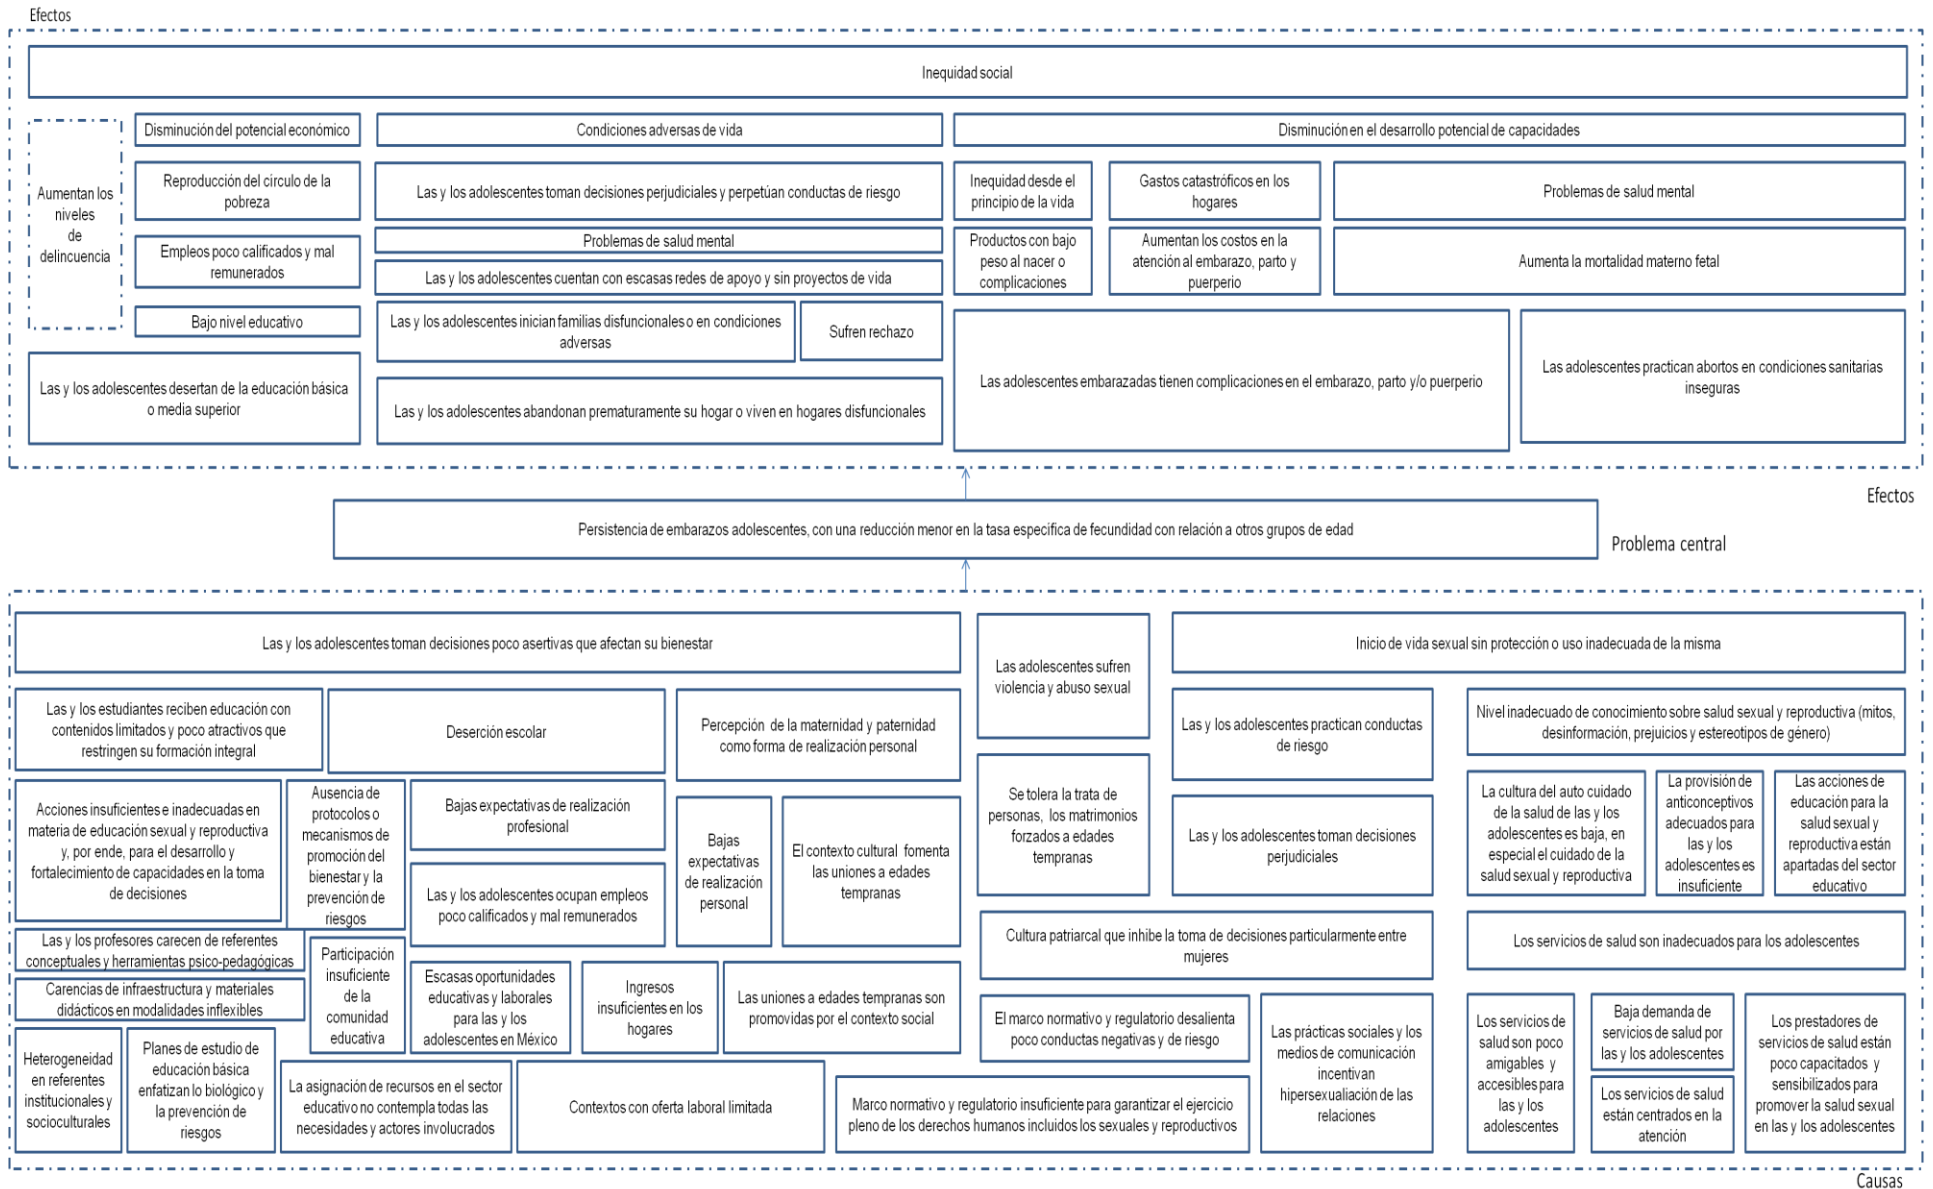 Efectos
Inequidad social
Aumentan los
niveles
de
delincuencia
Disminución del potencial económico
Reproducción del circulo de la
pobreza
Empleos poco calificados y mal
remunerados
Bajo nivel educativo
Las y los adolescentes desertan de la educación básica
o media superior
Condiciones adversas de vida
Las y los adolescentes toman decisiones perjudiciales y perpetúan conductas de riesgo
Problemas de salud mental
Las y los adolescentes cuentan con escasas redes de apoyo y sin proyectos de vida
Las y los adolescentes inician familias disfuncionales o en condiciones
adversas
Sufren rechazo
Las y los adolescentes abandonan prematuramente su hogar o viven en hogares disfuncionales
Disminución en el desarrollo potencial de capacidades
Inequidad desde el
principio de la vida
Gastos catastróficos en los
hogares
Problemas de salud mental
Productos con bajo
peso al nacer o
complicaciones
Aumentan los costos en la
atención al embarazo, parto y
puerperio
Aumenta la mortalidad materno fetal
Las adolescentes embarazadas tienen complicaciones en el embarazo, parto y/o puerperio
Las adolescentes practican abortos en condiciones sanitarias
inseguras
Efectos
Persistencia de embarazos adolescentes, con una reducción menor en la tasa especifica de fecundidad con relación a otros grupos de edad
Problema central
Las y los adolescentes toman decisiones poco asertivas que afectan su bienestar
Las y los estudiantes reciben educación con
contenidos limitados y poco atractivos que
restringen su formación integral
Deserción escolar
Percepción de la maternidad y paternidad
como forma de realización personal
Acciones insuficientes e inadecuadas en
materia de educación sexual y reproductiva
y, por ende, para el desarrollo y
fortalecimiento de capacidades en la toma
de decisiones
Ausencia de
protocolos o
mecanismos de
promoción del
bienestar y la
prevención de
riesgos
Bajas expectativas de realización
profesional
Las y los adolescentes ocupan empleos
poco calificados y mal remunerados
Bajas
expectativas
de realización
personal
El contexto cultural fomenta
las uniones a edades
tempranas
Las y los profesores carecen de referentes
conceptuales y herramientas psico-pedagógicas
Carencias de infraestructura y materiales
didácticos en modalidades inflexibles
Participación
insuficiente
de la
comunidad
educativa
Escasas oportunidades
educativas y laborales
para las y los
adolescentes en México
Ingresos
insuficientes en los
hogares
Las uniones a edades tempranas son
promovidas por el contexto social
Heterogeneidad
en referentes
institucionales y
socioculturales
Planes de estudio de
educación básica
enfatizan lo biológico y
la prevención de
riesgos
La asignación de recursos en el sector
educativo no contempla todas las
necesidades y actores involucrados
Contextos con oferta laboral limitada
Las adolescentes sufren
violencia y abuso sexual
Se tolera la trata de
personas, los matrimonios
forzados a edades
tempranas
Inicio de vida sexual sin protección o uso inadecuada de la misma
Las y los adolescentes practican conductas
de riesgo
Las y los adolescentes toman decisiones
perjudiciales
Nivel inadecuado de conocimiento sobre salud sexual y reproductiva (mitos,
desinformación, prejuicios y estereotipos de género)
La cultura del auto cuidado
de la salud de las y los
adolescentes es baja, en
especial el cuidado de la
salud sexual y reproductiva
La provisión de
anticonceptivos
adecuados para
las y los
adolescentes es
insuficiente
Las acciones de
educación para la
salud sexual y
reproductiva están
apartadas del sector
educativo
Cultura patriarcal que inhibe la toma de decisiones particularmente entre
mujeres
Los servicios de salud son inadecuados para los adolescentes
El marco normativo y regulatorio desalienta
poco conductas negativas y de riesgo
Las prácticas sociales y los
medios de comunicación
incentivan
hipersexualiación de las
relaciones
Marco normativo y regulatorio insuficiente para garantizar el ejercicio
pleno de los derechos humanos incluidos los sexuales y reproductivos
Los servicios de
salud son poco
amigables y
accesibles para
las y los
adolescentes
Baja demanda de
servicios de salud por
las y los adolescentes
Los servicios de salud
están centrados en la
atención
Los prestadores de
servicios de salud están
poco capacitados y
sensibilizados para
promover la salud sexual
en las y los adolescentes
Causas